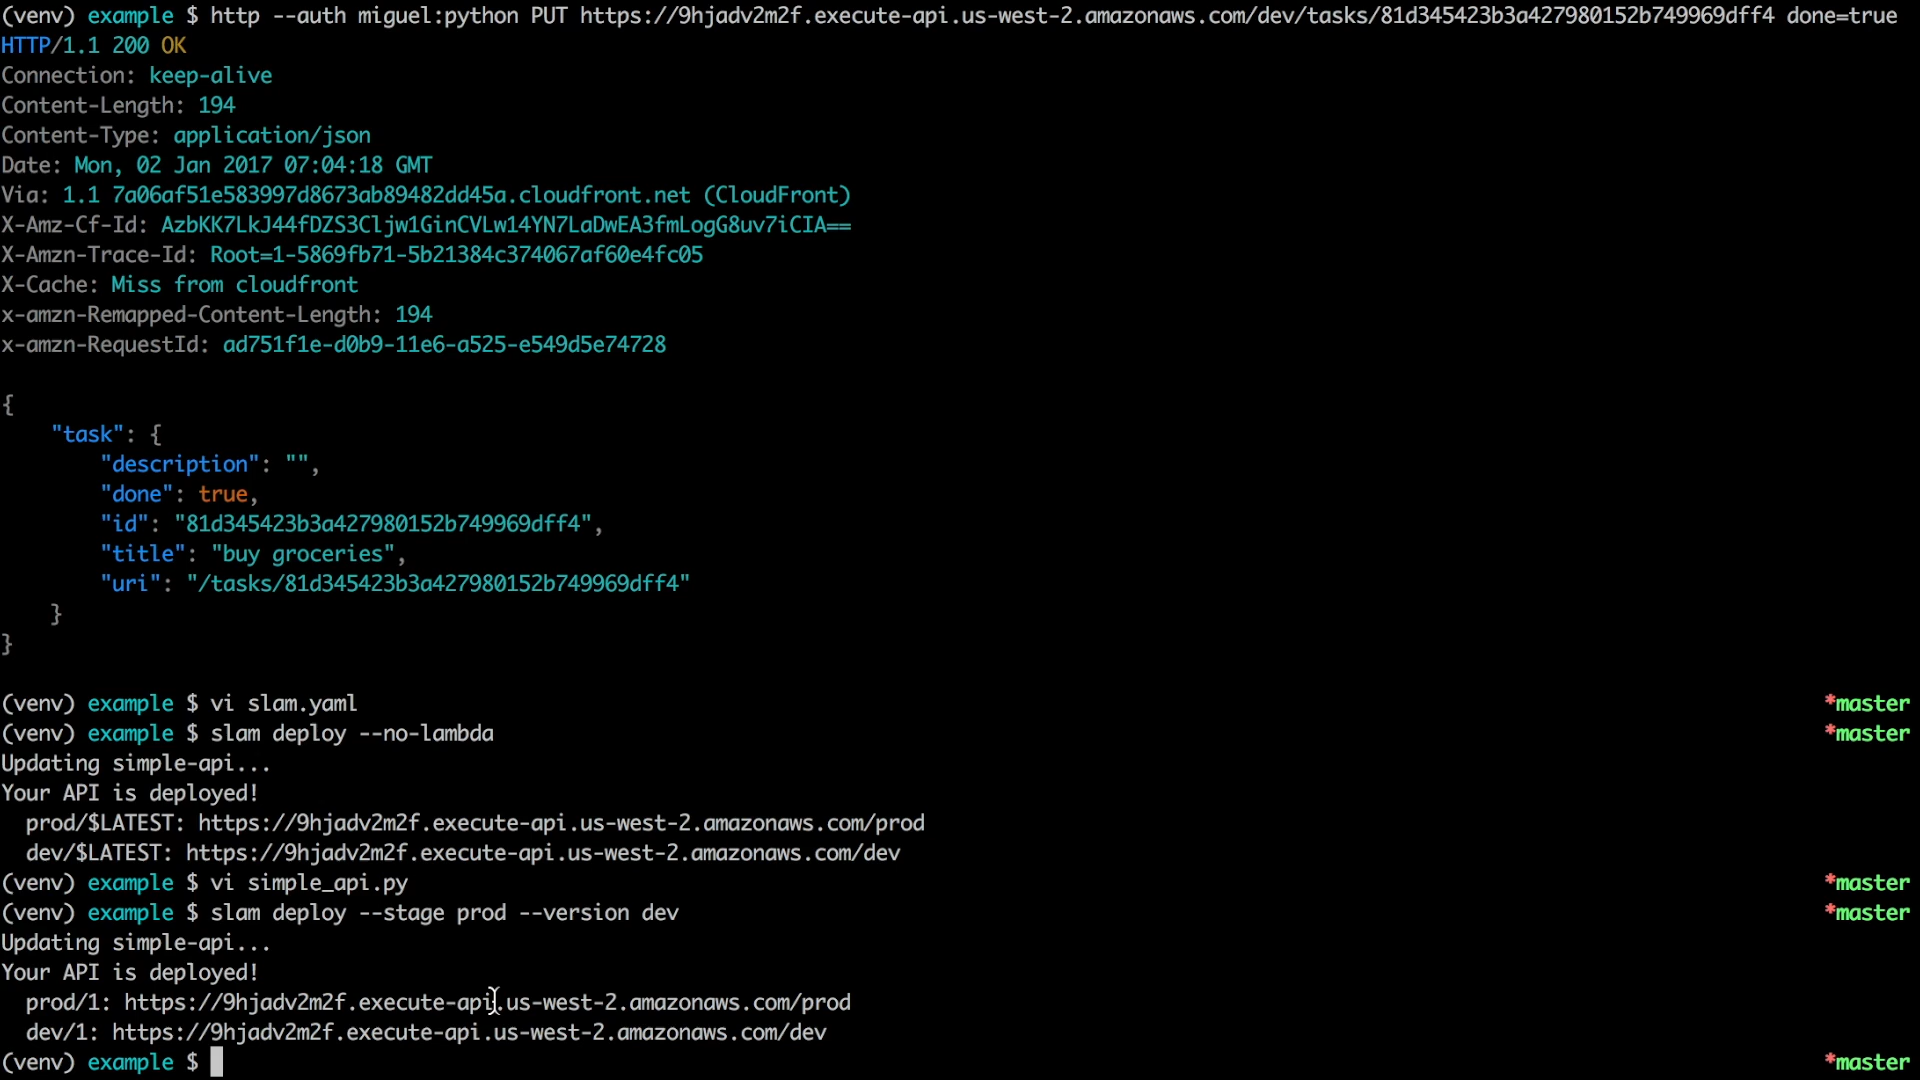 (venv) example $ http --auth miguel:python PUT https://9hjadv2m2f.execute-api.us-west-2.amazonaws.com/dev/tasks/81d345423b3a427980152b749969dff4 done=true
HTTP/1.1 200 OK
Connection: keep-alive
Content-Length: 194
Content-Type: application/json
Date: Mon, 02 Jan 2017 07:04:18 GMT
Via: 1.1 7a06af51e583997d8673ab89482dd45a.cloudfront.net (CloudFront)
X-Amz-Cf-Id: AzbKK7LkJ44fDZS3Cljw1GinCVLw14YN7LaDwEA3fmLogG8uv7iCIA==
X-Amzn-Trace-Id: Root=1-5869fb71-5b21384c374067af60e4fc05
X-Cache: Miss from cloudfront
x-amzn-Remapped-Content-Length: 194
x-amzn-RequestId: ad751f1e-d0b9-11e6-a525-e549d5e74728
{
    "task": {
        "description": "",
        "done": true,
        "id": "81d345423b3a427980152b749969dff4",
        "title": "buy groceries",
        "uri": "/tasks/81d345423b3a427980152b749969dff4"
    }
}
(venv) example $ vi slam.yaml *master
(venv) example $ slam deploy --no-lambda *master
Updating simple-api...
Your API is deployed!
  prod/$LATEST: https://9hjadv2m2f.execute-api.us-west-2.amazonaws.com/prod
  dev/$LATEST: https://9hjadv2m2f.execute-api.us-west-2.amazonaws.com/dev
(venv) example $ vi simple_api.py *master
(venv) example $ slam deploy --stage prod --version dev *master
Updating simple-api...
Your API is deployed!
  prod/1: https://9hjadv2m2f.execute-api.us-west-2.amazonaws.com/prod
  dev/1: https://9hjadv2m2f.execute-api.us-west-2.amazonaws.com/dev
(venv) example $ *master